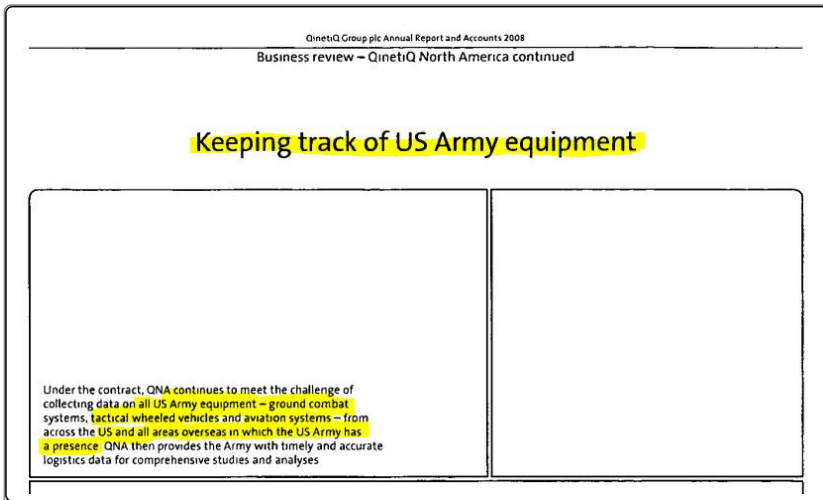 QinetiQ Group plc Annual Report and Accounts 2008
Business review – QinetiQ North America continued
Keeping track of US Army equipment
Under the contract, QNA continues to meet the challenge of
collecting data on all US Army equipment – ground combat
systems, tactical wheeled vehicles and aviation systems – from
across the US and all areas overseas in which the US Army has
a presence QNA then provides the Army with timely and accurate
logistics data for comprehensive studies and analyses